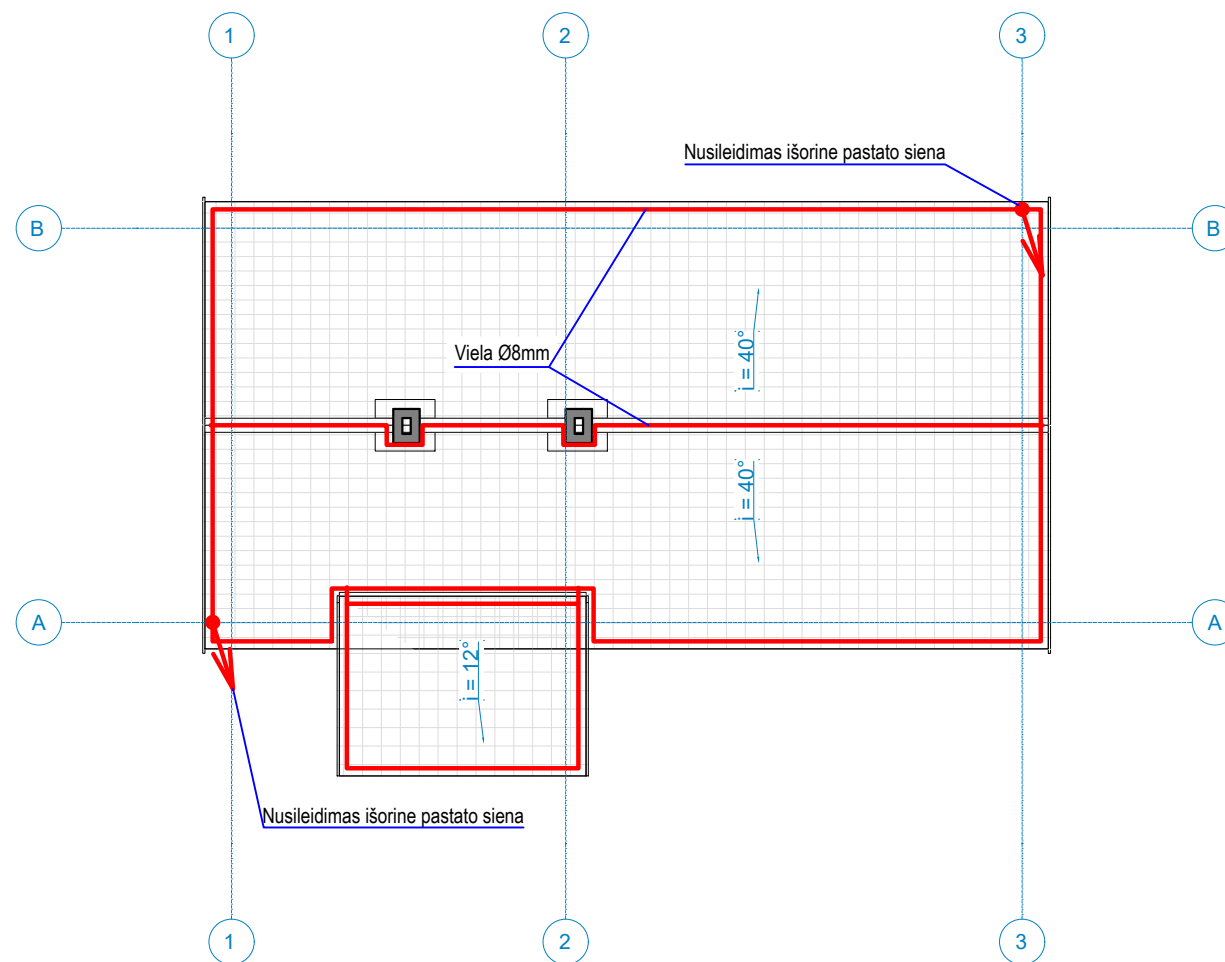 1
2
3
Nusileidimas išorine pastato siena
B
B
Viela Ø8mm
i = 40°
i = 40°
A
A
i = 12°
Nusileidimas išorine pastato siena
1
2
3